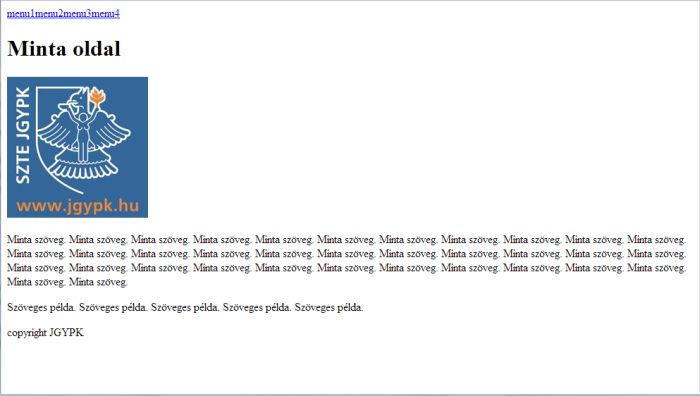 menu1menu2menu3menu4
Minta oldal
SZTE JGYPK
www.jgypk.hu
Minta szöveg. Minta szöveg. Minta szöveg. Minta szöveg. Minta szöveg. Minta szöveg. Minta szöveg. Minta szöveg. Minta szöveg. Minta szöveg. Minta szöveg.
Minta szöveg. Minta szöveg. Minta szöveg. Minta szöveg. Minta szöveg. Minta szöveg. Minta szöveg. Minta szöveg. Minta szöveg. Minta szöveg. Minta szöveg.
Minta szöveg. Minta szöveg. Minta szöveg. Minta szöveg. Minta szöveg. Minta szöveg. Minta szöveg. Minta szöveg. Minta szöveg. Minta szöveg. Minta szöveg.
Minta szöveg. Minta szöveg.
Szöveges példa. Szöveges példa. Szöveges példa. Szöveges példa. Szöveges példa.
copyright JGYPK